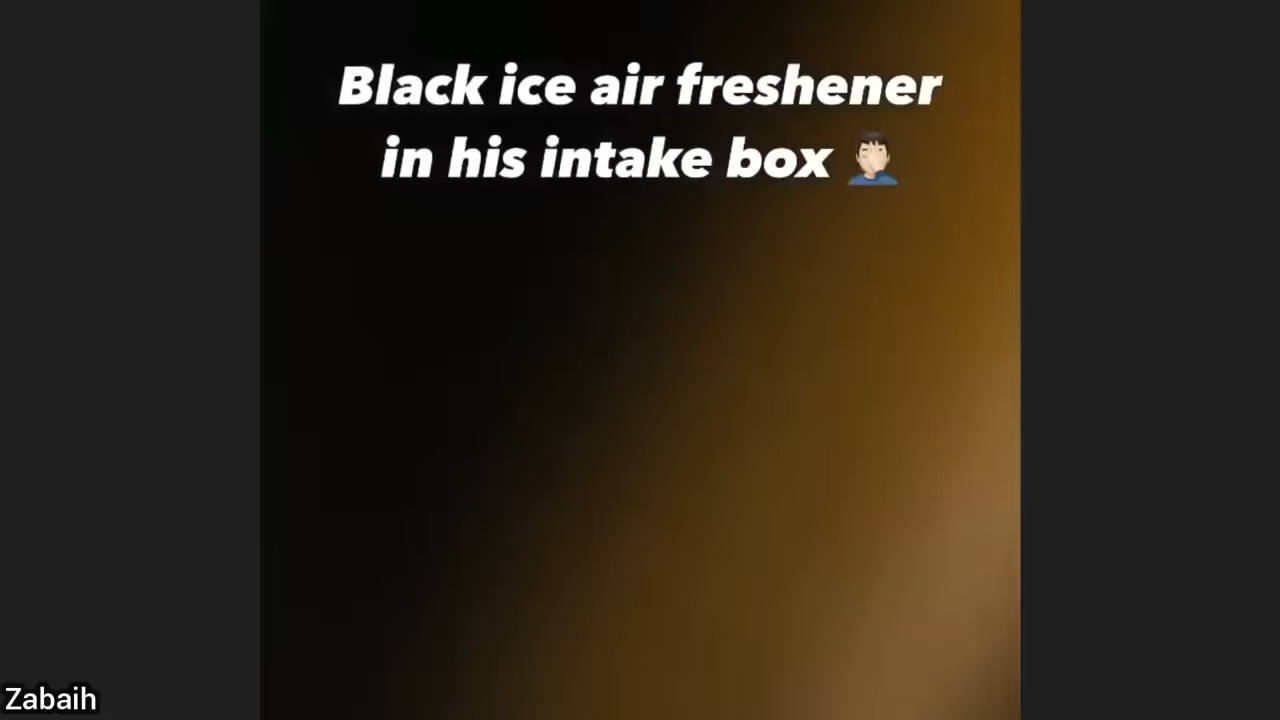 Black ice air freshener
in his intake box 🤦🏻‍♂️
Zabaih